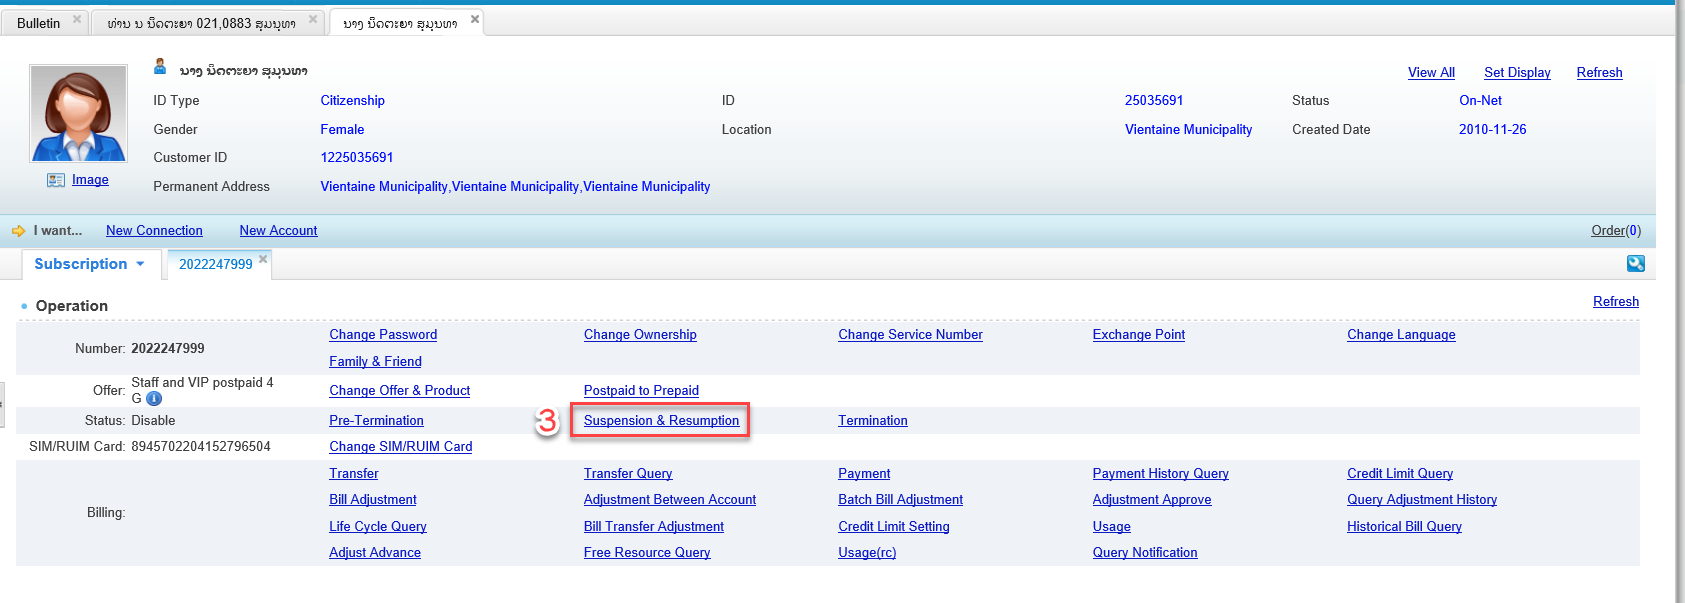 Bulletin
ທ່ານ ນ ນິດຕະຍາ 021,0883 ສຸມຸນທາ
ນາງ ນິດຕະຍາ ສຸມຸນທາ
ນາງ ນິດຕະຍາ ສຸມຸນທາ
View All Set Display Refresh
ID Type Citizenship ID 25035691 Status On-Net
Gender Female Location Vientaine Municipality Created Date 2010-11-26
Customer ID 1225035691
Image
Permanent Address Vientaine Municipality,Vientaine Municipality,Vientaine Municipality
I want... New Connection New Account Order(0)
Subscription 2022247999
Operation Refresh
Number: 2022247999 Change Password Change Ownership Change Service Number Exchange Point Change Language
Family & Friend
Offer: Staff and VIP postpaid 4
G Change Offer & Product Postpaid to Prepaid
Status: Disable Pre-Termination 3 Suspension & Resumption Termination
SIM/RUIM Card: 8945702204152796504 Change SIM/RUIM Card
Billing:
Transfer Transfer Query Payment Payment History Query Credit Limit Query
Bill Adjustment Adjustment Between Account Batch Bill Adjustment Adjustment Approve Query Adjustment History
Life Cycle Query Bill Transfer Adjustment Credit Limit Setting Usage Historical Bill Query
Adjust Advance Free Resource Query Usage(rc) Query Notification